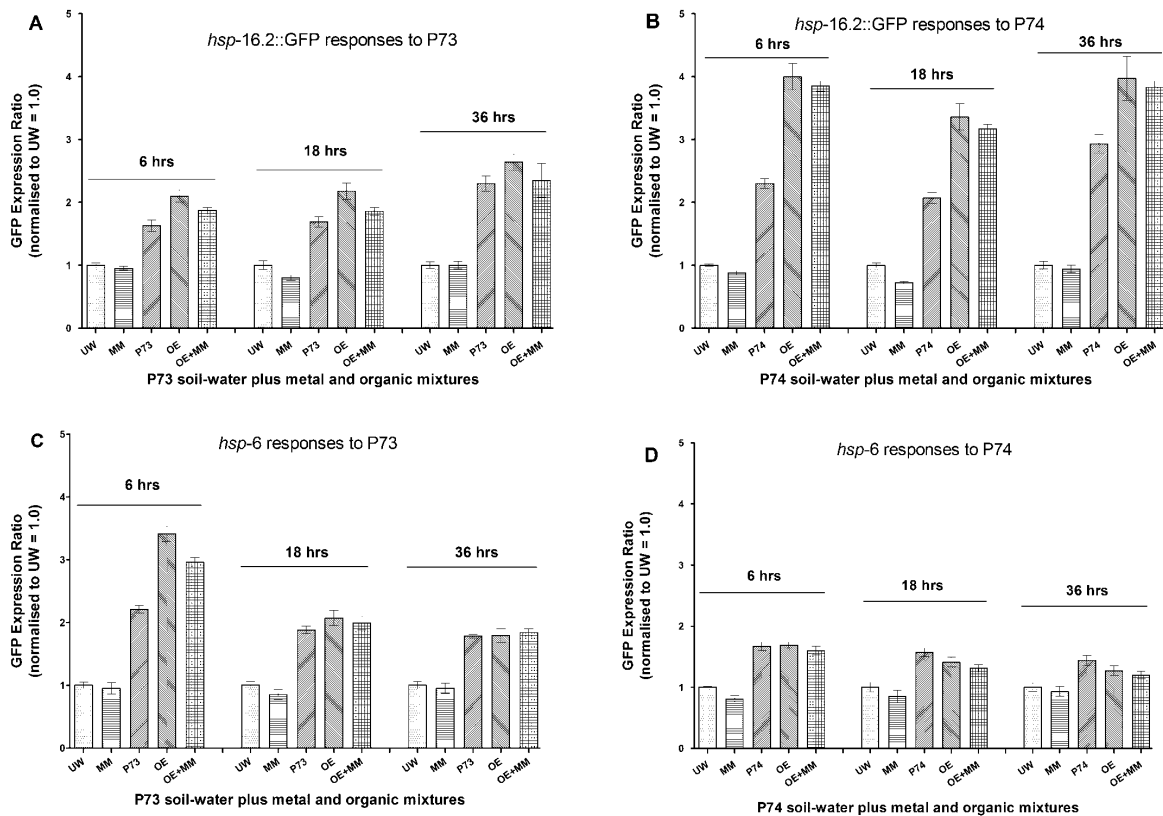 A
hsp-16.2::GFP responses to P73
GFP Expression Ratio
(normalised to UW = 1.0)
5
4
3
2
1
0
6 hrs
18 hrs
36 hrs
UW MM P73 OE OE+MM UW MM P73 OE OE+MM UW MM P73 OE OE+MM
P73 soil-water plus metal and organic mixtures
B
hsp-16.2::GFP responses to P74
GFP Expression Ratio
(normalised to UW = 1.0)
5
4
3
2
1
0
6 hrs
18 hrs
36 hrs
UW MM P74 OE OE+MM UW MM P74 OE OE+MM UW MM P74 OE OE+MM
P74 soil-water plus metal and organic mixtures
C
hsp-6 responses to P73
GFP Expression Ratio
(normalised to UW = 1.0)
5
4
3
2
1
0
6 hrs
18 hrs
36 hrs
UW MM P73 OE OE+MM UW MM P73 OE OE+MM UW MM P73 OE OE+MM
P73 soil-water plus metal and organic mixtures
D
hsp-6 responses to P74
GFP Expression Ratio
(normalised to UW = 1.0)
5
4
3
2
1
0
6 hrs
18 hrs
36 hrs
UW MM P74 OE OE+MM UW MM P74 OE OE+MM UW MM P74 OE OE+MM
P74 soil-water plus metal and organic mixtures